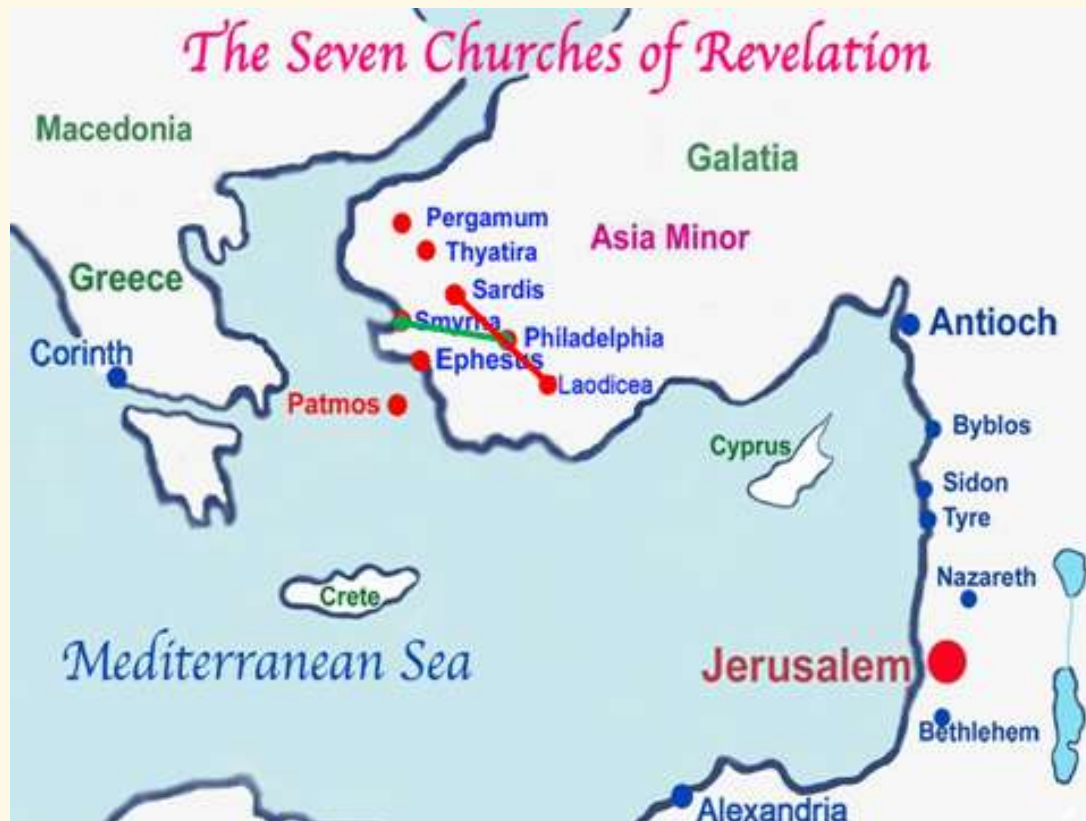 The Seven Churches of Revelation
Macedonia
Galatia
Pergamum
Asia Minor
Thyatira
Greece
Sardis
Smyrna
Antioch
Philadelphia
Corinth
Ephesus
Laodicea
Patmos
Byblos
Cyprus
Sidon
Tyre
Nazareth
Crete
Mediterranean Sea
Jerusalem
Bethlehem
Alexandria